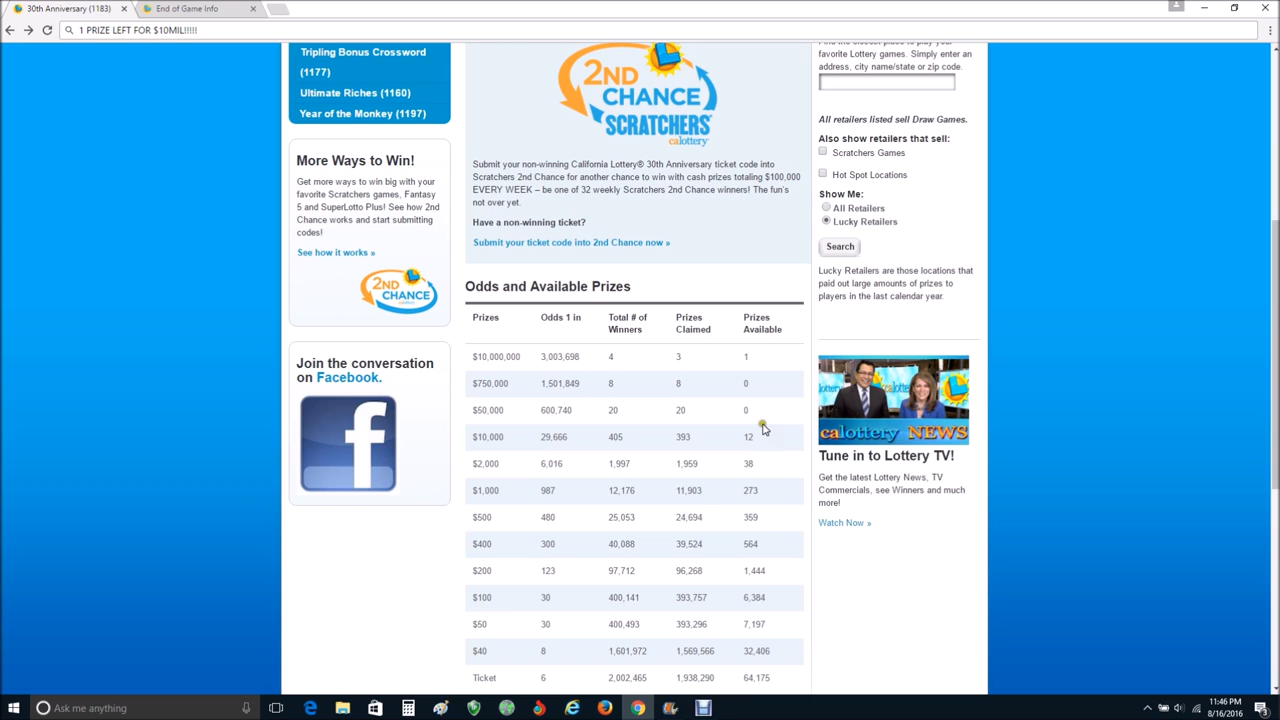 30th Anniversary (1183)
End of Game Info
1 PRIZE LEFT FOR $10MIL!!!!!
Tripling Bonus Crossword
(1177)
Ultimate Riches (1160)
Year of the Monkey (1197)
More Ways to Win!
Get more ways to win big with your
favorite Scratchers games, Fantasy
5 and SuperLotto Plus! See how 2nd
Chance works and start submitting
codes!
See how it works »
2ND
CHANCE
Join the conversation
on Facebook.
f
2ND
CHANCE
SCRATCHERS
calottery
Submit your non-winning California Lottery® 30th Anniversary ticket code into
Scratchers 2nd Chance for another chance to win with cash prizes totaling $100,000
EVERY WEEK – be one of 32 weekly Scratchers 2nd Chance winners! The fun's
not over yet.
Have a non-winning ticket?
Submit your ticket code into 2nd Chance now »
Odds and Available Prizes
Prizes Odds 1 in Total # of Winners Prizes Claimed Prizes Available
$10,000,000 3,003,698 4 3 1
$750,000 1,501,849 8 8 0
$50,000 600,740 20 20 0
$10,000 29,666 405 393 12
$2,000 6,016 1,997 1,959 38
$1,000 987 12,176 11,903 273
$500 480 25,053 24,694 359
$400 300 40,088 39,524 564
$200 123 97,712 96,268 1,444
$100 30 400,141 393,757 6,384
$50 30 400,493 393,296 7,197
$40 8 1,601,972 1,569,566 32,406
Ticket 6 2,002,465 1,938,290 64,175
favorite Lottery games. Simply enter an
address, city name/state or zip code.
All retailers listed sell Draw Games.
Also show retailers that sell:
Scratchers Games
Hot Spot Locations
Show Me:
All Retailers
Lucky Retailers
Search
Lucky Retailers are those locations that
paid out large amounts of prizes to
players in the last calendar year.
calottery NEWS
Tune in to Lottery TV!
Get the latest Lottery News, TV
Commercials, see Winners and much
more!
Watch Now »
Ask me anything
11:46 PM
8/16/2016